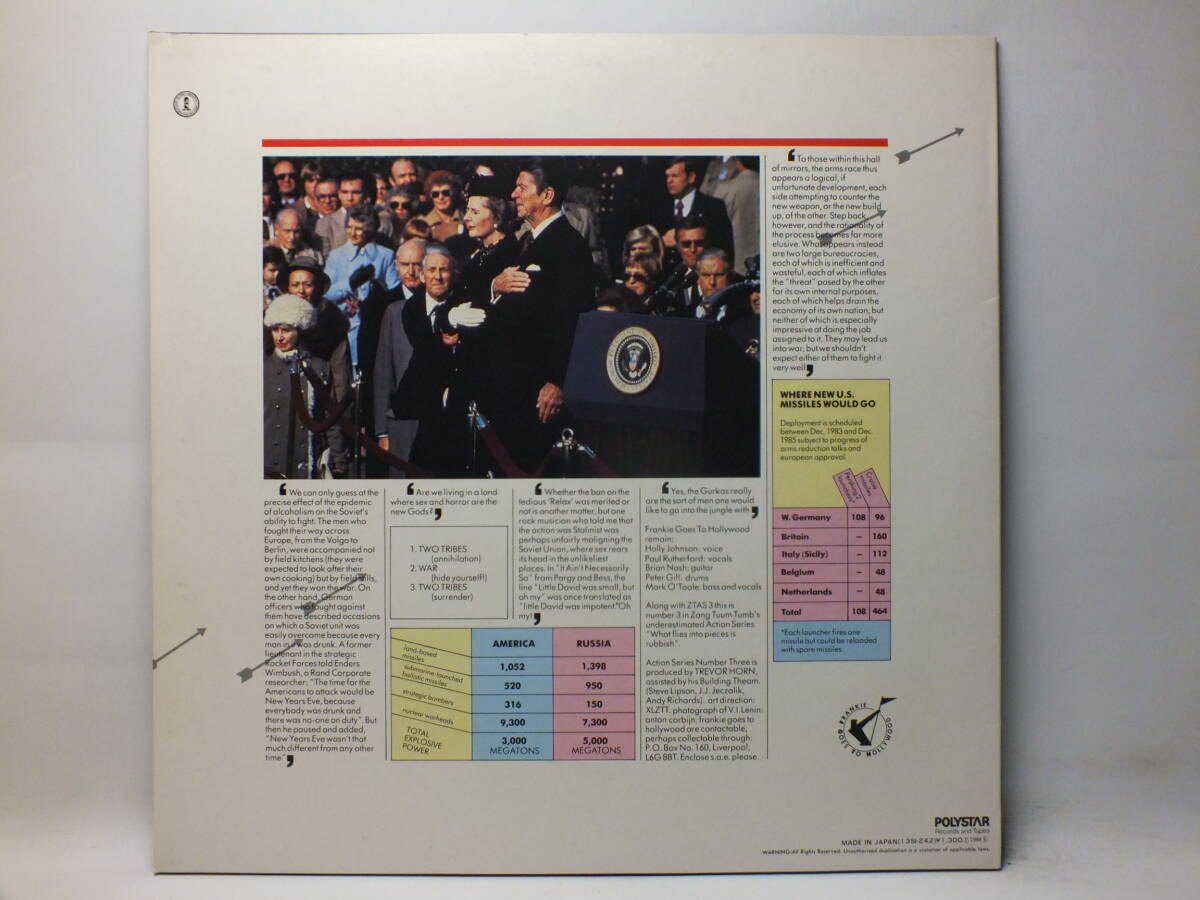 ❛ To those within this hall
of mirrors, the arms race thus
appears a logical, if
unfortunate development, each
side attempting to counter the
new weapon, or the new build
up, of the other. Step back,
however, and the rationality of
the process becomes far more
elusive. What appears instead
are two large bureaucracies,
each of which is inefficient and
wasteful, each of which inflates
the "threat" posed by the other
for its own internal purposes,
each of which helps drain the
economy of its own nation, but
neither of which is especially
impressive at doing the job
assigned to it. They may lead us
into war, but we shouldn't
expect either of them to fight it
very well ❜
WHERE NEW U.S.
MISSILES WOULD GO
Deployment is scheduled
between Dec. 1983 and Dec.
1985 subject to progress of
arms reduction talks and
european approval.
Pershing 2
launchers*
Cruise
missiles
W. Germany 108 96
Britain – 160
Italy (Sicily) – 112
Belgium – 48
Netherlands – 48
Total 108 464
*Each launcher fires one
missile but could be reloaded
with spare missiles.
❛ We can only guess at the
precise effect of the epidemic
of alcoholism on the Soviet's
ability to fight. The men who
fought their way across
Europe, from the Volga to
Berlin, were accompanied not
by field kitchens (they were
expected to look after their
own cooking) but by field stills,
and yet they won the war. On
the other hand, German
officers who fought against
them have described occasions
on which a Soviet unit was
easily overcome because every
man in it was drunk. A former
lieutenant in the strategic
Rocket Forces told Enders
Wimbush, a Rand Corporate
researcher: "The time for the
Americans to attack would be
New Years Eve, because
everybody was drunk and
there was no-one on duty". But
then he paused and added,
"New Years Eve wasn't that
much different from any other
time" ❜
❛ Are we living in a land
where sex and horror are the
new Gods? ❜
1. TWO TRIBES
(annihilation)
2. WAR
(hide yourself!)
3. TWO TRIBES
(surrender)
❛ Whether the ban on the
tedious 'Relax' was merited or
not is another matter, but one
rock musician who told me that
the action was Stalinist was
perhaps unfairly maligning the
Soviet Union, where sex rears
its head in the unlikeliest
places. In "It Ain't Necessarily
So" from Porgy and Bess, the
line "Little David was small, but
oh my" was once translated as
"little David was impotent." Oh
my! ❜
AMERICA RUSSIA
land-based
missiles 1,052 1,398
submarine-launched
ballistic missiles 520 950
strategic bombers 316 150
nuclear warheads 9,300 7,300
TOTAL
EXPLOSIVE
POWER
3,000
MEGATONS
5,000
MEGATONS
❛ Yes, the Gurkas really
are the sort of men one would
like to go into the jungle with ❜
Frankie Goes To Hollywood
remain:
Holly Johnson: voice
Paul Rutherford: vocals
Brian Nash: guitar
Peter Gill: drums
Mark O'Toole: bass and vocals
Along with ZTAS 3 this is
number 3 in Zang Tuum Tumb's
underestimated Action Series
"What flies into pieces is
rubbish".
Action Series Number Three is
produced by TREVOR HORN,
assisted by his Building Theam.
(Steve Lipson, J.J. Jeczalik,
Andy Richards). art direction:
XLZTT. photograph of V.I. Lenin:
anton corbijn. frankie goes to
hollywood are contactable,
perhaps collectable through:
P.O. Box No. 160, Liverpool,
L69 8BT. Enclose s.a.e. please.
FRANKIE
GOES TO HOLLYWOOD
POLYSTAR
Records and Tapes
MADE IN JAPAN(13SI-242)¥1,300 Ⓟ 1984 Ⓢ
WARNING: All Rights Reserved. Unauthorized duplication is a violation of applicable laws.